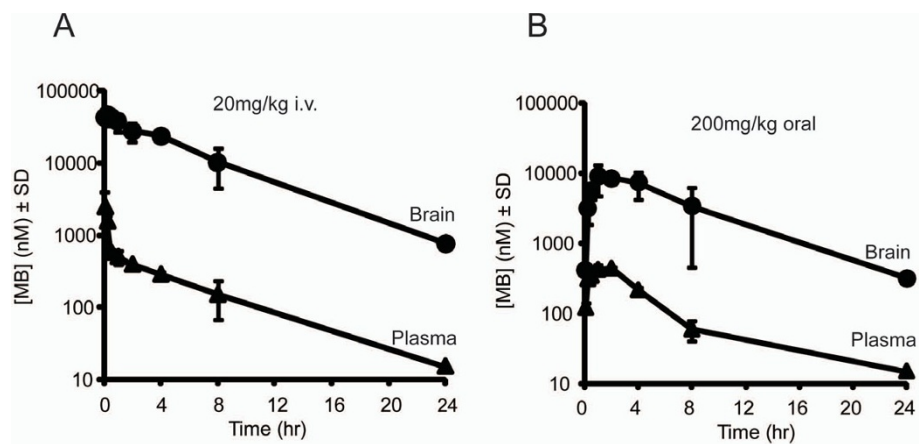 A
20mg/kg i.v.
[MB] (nM) ± SD
100000
10000
1000
100
10
Brain
Plasma
0 4 8 12 16 20 24
Time (hr)
B
200mg/kg oral
[MB] (nM) ± SD
100000
10000
1000
100
10
Brain
Plasma
0 4 8 12 16 20 24
Time (hr)